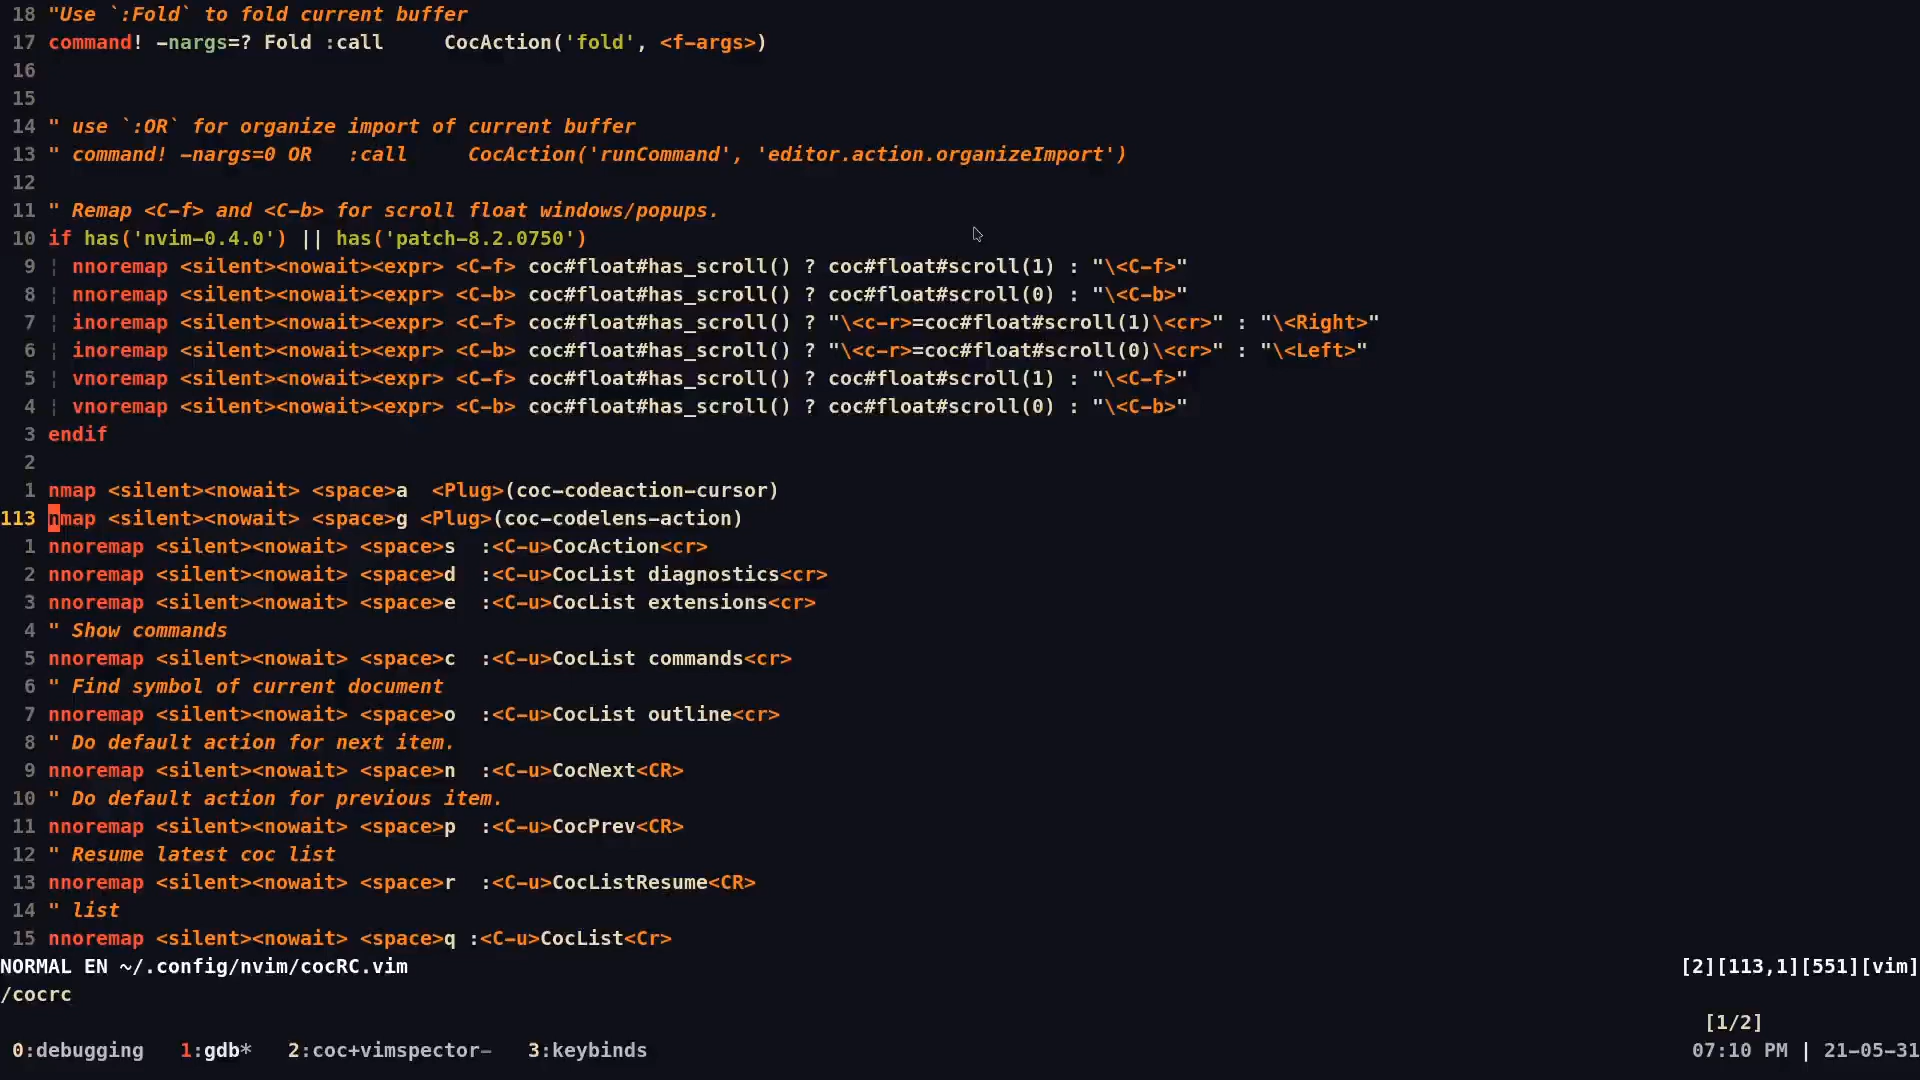 18 "Use `:Fold` to fold current buffer
17 command! -nargs=? Fold :call     CocAction('fold', <f-args>)
16
15
14 " use `:OR` for organize import of current buffer
13 " command! -nargs=0 OR   :call     CocAction('runCommand', 'editor.action.organizeImport')
12
11 " Remap <C-f> and <C-b> for scroll float windows/popups.
10 if has('nvim-0.4.0') || has('patch-8.2.0750')
9 ¦ nnoremap <silent><nowait><expr> <C-f> coc#float#has_scroll() ? coc#float#scroll(1) : "\<C-f>"
8 ¦ nnoremap <silent><nowait><expr> <C-b> coc#float#has_scroll() ? coc#float#scroll(0) : "\<C-b>"
7 ¦ inoremap <silent><nowait><expr> <C-f> coc#float#has_scroll() ? "\<c-r>=coc#float#scroll(1)\<cr>" : "\<Right>"
6 ¦ inoremap <silent><nowait><expr> <C-b> coc#float#has_scroll() ? "\<c-r>=coc#float#scroll(0)\<cr>" : "\<Left>"
5 ¦ vnoremap <silent><nowait><expr> <C-f> coc#float#has_scroll() ? coc#float#scroll(1) : "\<C-f>"
4 ¦ vnoremap <silent><nowait><expr> <C-b> coc#float#has_scroll() ? coc#float#scroll(0) : "\<C-b>"
3 endif
2
1 nmap <silent><nowait> <space>a  <Plug>(coc-codeaction-cursor)
113 nmap <silent><nowait> <space>g <Plug>(coc-codelens-action)
1 nnoremap <silent><nowait> <space>s  :<C-u>CocAction<cr>
2 nnoremap <silent><nowait> <space>d  :<C-u>CocList diagnostics<cr>
3 nnoremap <silent><nowait> <space>e  :<C-u>CocList extensions<cr>
4 " Show commands
5 nnoremap <silent><nowait> <space>c  :<C-u>CocList commands<cr>
6 " Find symbol of current document
7 nnoremap <silent><nowait> <space>o  :<C-u>CocList outline<cr>
8 " Do default action for next item.
9 nnoremap <silent><nowait> <space>n  :<C-u>CocNext<CR>
10 " Do default action for previous item.
11 nnoremap <silent><nowait> <space>p  :<C-u>CocPrev<CR>
12 " Resume latest coc list
13 nnoremap <silent><nowait> <space>r  :<C-u>CocListResume<CR>
14 " list
15 nnoremap <silent><nowait> <space>q :<C-u>CocList<Cr>
NORMAL EN ~/.config/nvim/cocRC.vim [2][113,1][551][vim]
/cocrc
[1/2]
0:debugging   1:gdb*   2:coc+vimspector-   3:keybinds 07:10 PM | 21-05-31